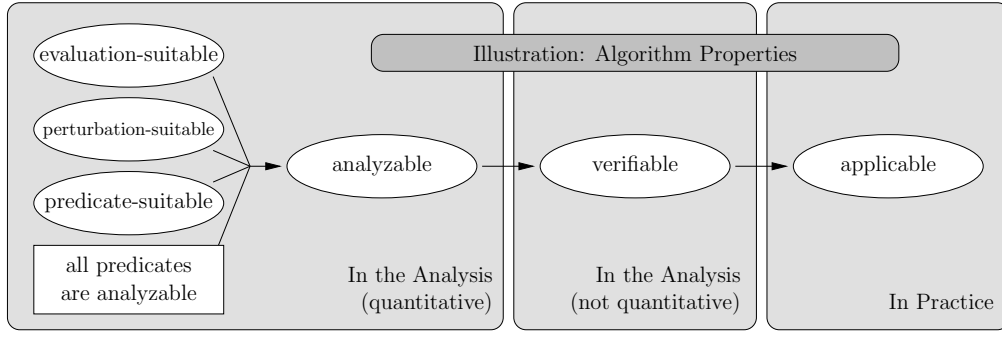 Illustration: Algorithm Properties
evaluation-suitable
perturbation-suitable
predicate-suitable
all predicates
are analyzable
analyzable
verifiable
applicable
In the Analysis
(quantitative)
In the Analysis
(not quantitative)
In Practice